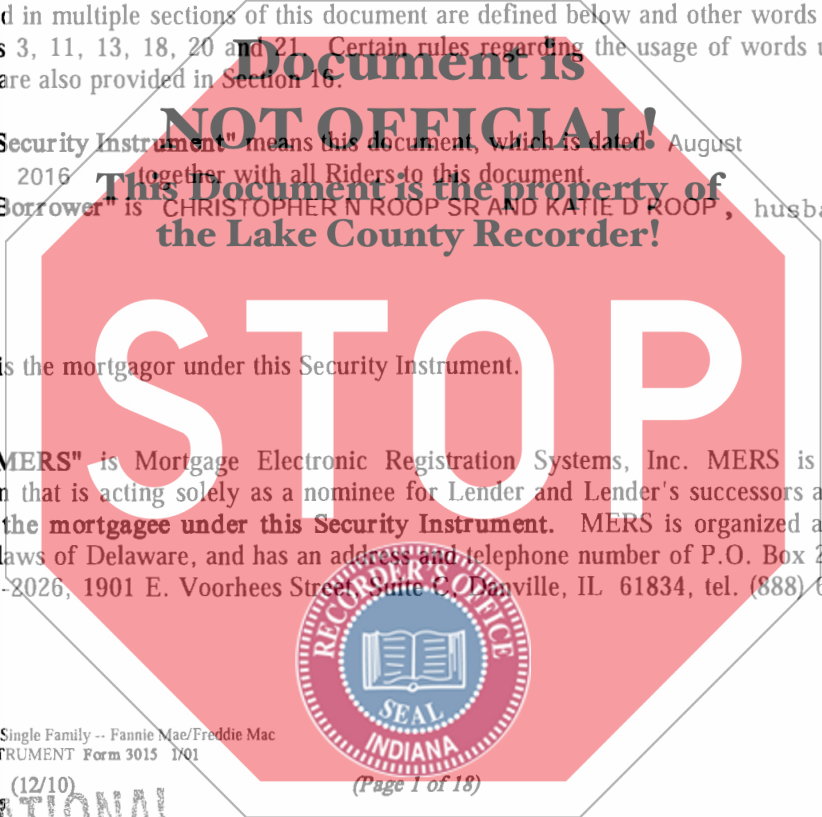 d in multiple sections of this document are defined below and other words
s 3, 11, 13, 18, 20 and 21. Certain rules regarding the usage of words u
are also provided in Section 16.
Document is
NOT OFFICIAL!
This Document is the property of
the Lake County Recorder!
Security Instrument" means this document, which is dated August
2016 together with all Riders to this document.
Borrower" is CHRISTOPHER N ROOP SR AND KATIE D ROOP, husba
STOP
is the mortgagor under this Security Instrument.
MERS" is Mortgage Electronic Registration Systems, Inc. MERS is
n that is acting solely as a nominee for Lender and Lender's successors a
the mortgagee under this Security Instrument. MERS is organized a
laws of Delaware, and has an address and telephone number of P.O. Box 2
-2026, 1901 E. Voorhees Street, Suite C, Danville, IL 61834, tel. (888) 6
RECORDER'S OFFICE
SEAL
INDIANA
Single Family -- Fannie Mae/Freddie Mac
TRUMENT Form 3015 1/01
(12/10)
(Page 1 of 18)
ATIONAL